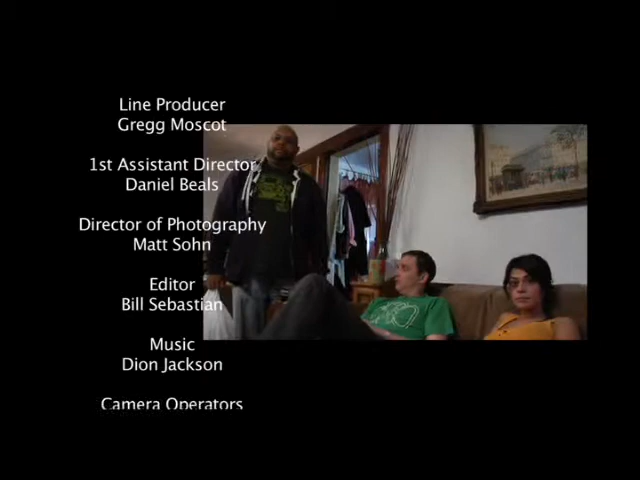 Line Producer
Gregg Moscot
1st Assistant Director
Daniel Beals
Director of Photography
Matt Sohn
Editor
Bill Sebastian
Music
Dion Jackson
Camera Operators